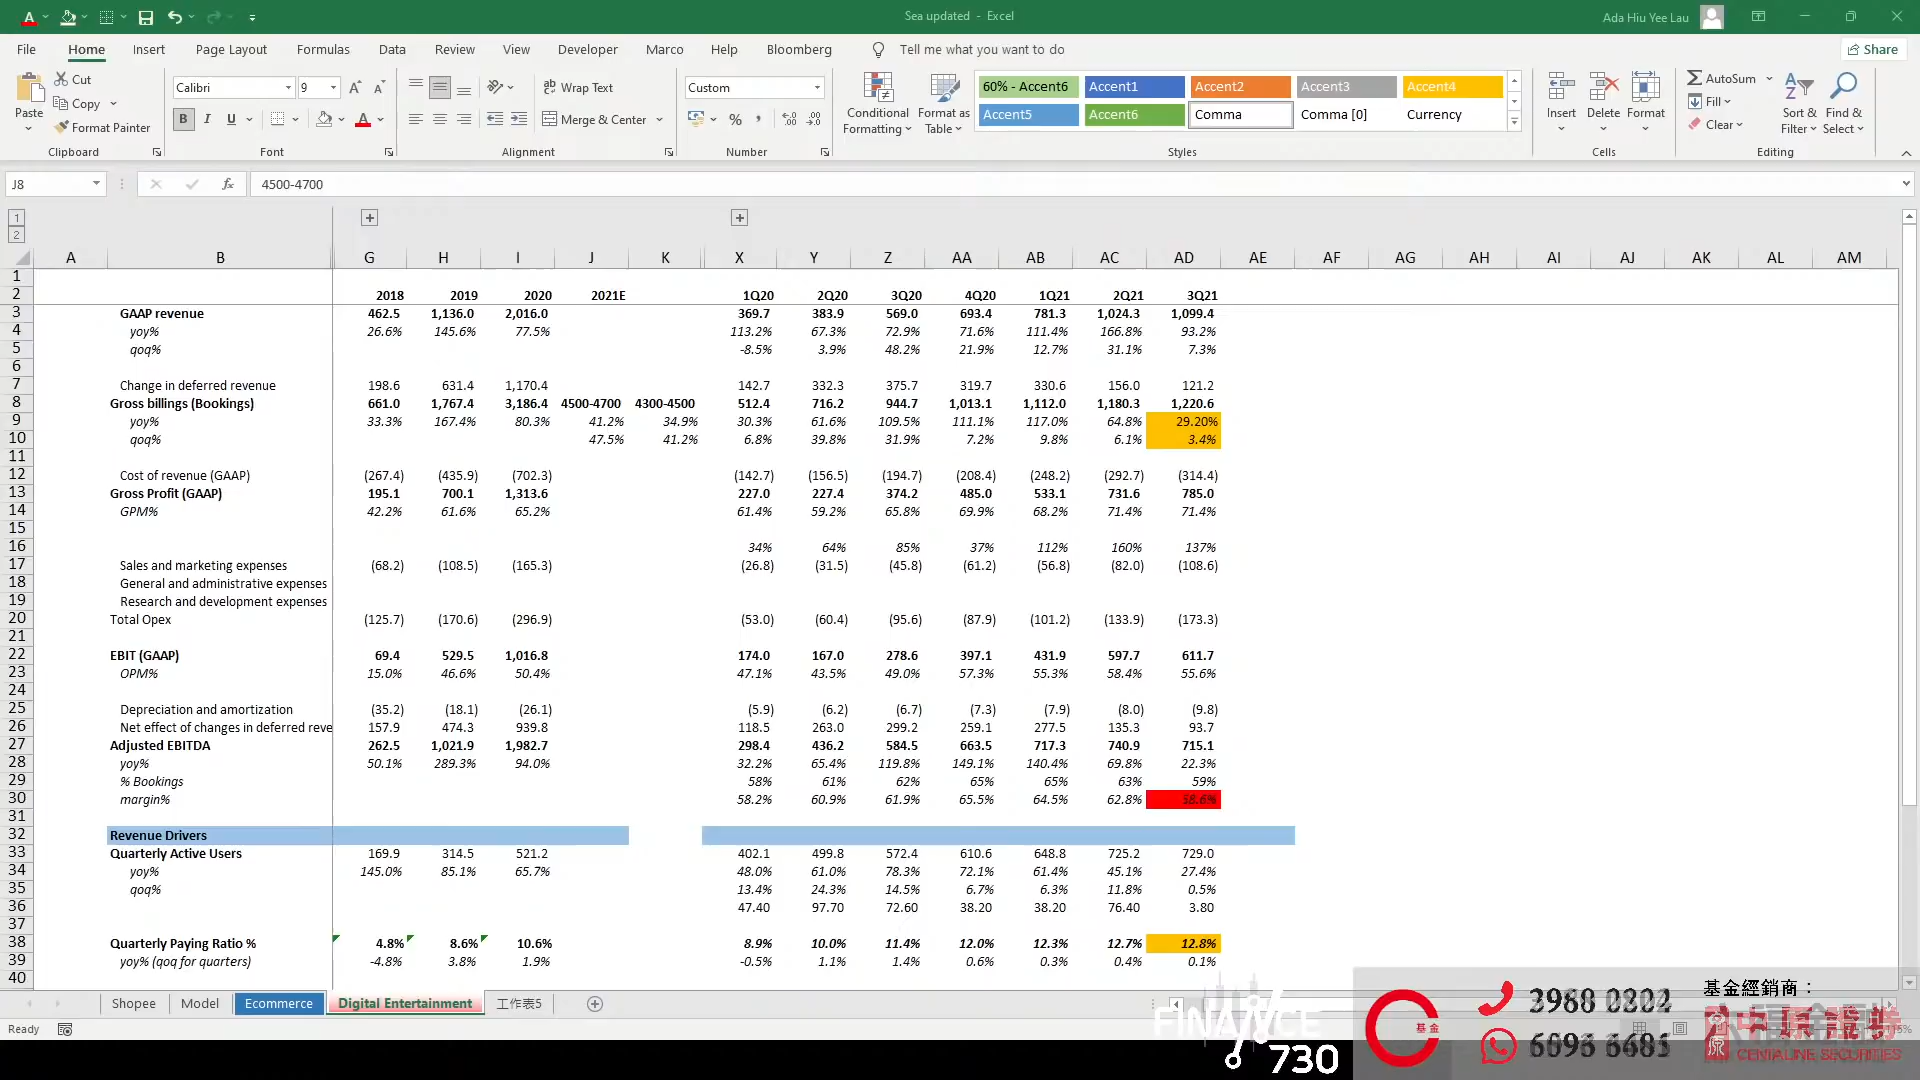 Sea updated - Excel
Ada Hiu Yee Lau
File Home Insert Page Layout Formulas Data Review View Developer Marco Help Bloomberg Tell me what you want to do Share
Cut
Copy
Format Painter
Paste
Clipboard
Calibri 9
B I U
Font
Wrap Text
Merge & Center
Alignment
Custom
Number
Conditional Formatting
Format as Table
60% - Accent6 Accent1 Accent2 Accent3 Accent4
Accent5 Accent6 Comma Comma [0] Currency
Styles
Insert Delete Format
Cells
AutoSum
Fill
Clear
Sort & Filter
Find & Select
Editing
J8 fx 4500-4700
1
2
A B G H I J K X Y Z AA AB AC AD AE AF AG AH AI AJ AK AL AM
1
2 2018 2019 2020 2021E 1Q20 2Q20 3Q20 4Q20 1Q21 2Q21 3Q21
3 GAAP revenue 462.5 1,136.0 2,016.0 369.7 383.9 569.0 693.4 781.3 1,024.3 1,099.4
4 yoy% 26.6% 145.6% 77.5% 113.2% 67.3% 72.9% 71.6% 111.4% 166.8% 93.2%
5 qoq% -8.5% 3.9% 48.2% 21.9% 12.7% 31.1% 7.3%
6
7 Change in deferred revenue 198.6 631.4 1,170.4 142.7 332.3 375.7 319.7 330.6 156.0 121.2
8 Gross billings (Bookings) 661.0 1,767.4 3,186.4 4500-4700 4300-4500 512.4 716.2 944.7 1,013.1 1,112.0 1,180.3 1,220.6
9 yoy% 33.3% 167.4% 80.3% 41.2% 34.9% 30.3% 61.6% 109.5% 111.1% 117.0% 64.8% 29.20%
10 qoq% 47.5% 41.2% 6.8% 39.8% 31.9% 7.2% 9.8% 6.1% 3.4%
11
12 Cost of revenue (GAAP) (267.4) (435.9) (702.3) (142.7) (156.5) (194.7) (208.4) (248.2) (292.7) (314.4)
13 Gross Profit (GAAP) 195.1 700.1 1,313.6 227.0 227.4 374.2 485.0 533.1 731.6 785.0
14 GPM% 42.2% 61.6% 65.2% 61.4% 59.2% 65.8% 69.9% 68.2% 71.4% 71.4%
15
16 34% 64% 85% 37% 112% 160% 137%
17 Sales and marketing expenses (68.2) (108.5) (165.3) (26.8) (31.5) (45.8) (61.2) (56.8) (82.0) (108.6)
18 General and administrative expenses
19 Research and development expenses
20 Total Opex (125.7) (170.6) (296.9) (53.0) (60.4) (95.6) (87.9) (101.2) (133.9) (173.3)
21
22 EBIT (GAAP) 69.4 529.5 1,016.8 174.0 167.0 278.6 397.1 431.9 597.7 611.7
23 OPM% 15.0% 46.6% 50.4% 47.1% 43.5% 49.0% 57.3% 55.3% 58.4% 55.6%
24
25 Depreciation and amortization (35.2) (18.1) (26.1) (5.9) (6.2) (6.7) (7.3) (7.9) (8.0) (9.8)
26 Net effect of changes in deferred reve 157.9 474.3 939.8 118.5 263.0 299.2 259.1 277.5 135.3 93.7
27 Adjusted EBITDA 262.5 1,021.9 1,982.7 298.4 436.2 584.5 663.5 717.3 740.9 715.1
28 yoy% 50.1% 289.3% 94.0% 32.2% 65.4% 119.8% 149.1% 140.4% 69.8% 22.3%
29 % Bookings 58% 61% 62% 65% 65% 63% 59%
30 margin% 58.2% 60.9% 61.9% 65.5% 64.5% 62.8% 58.6%
31
32 Revenue Drivers
33 Quarterly Active Users 169.9 314.5 521.2 402.1 499.8 572.4 610.6 648.8 725.2 729.0
34 yoy% 145.0% 85.1% 65.7% 48.0% 61.0% 78.3% 72.1% 61.4% 45.1% 27.4%
35 qoq% 13.4% 24.3% 14.5% 6.7% 6.3% 11.8% 0.5%
36 47.40 97.70 72.60 38.20 38.20 76.40 3.80
37
38 Quarterly Paying Ratio % 4.8% 8.6% 10.6% 8.9% 10.0% 11.4% 12.0% 12.3% 12.7% 12.8%
39 yoy% (qoq for quarters) -4.8% 3.8% 1.9% -0.5% 1.1% 1.4% 0.6% 0.3% 0.4% 0.1%
40
Shopee Model Ecommerce Digital Entertainment 工作表5
Ready
FINANCE
730
基金
基金經銷商：
CENTALINE SECURITIES